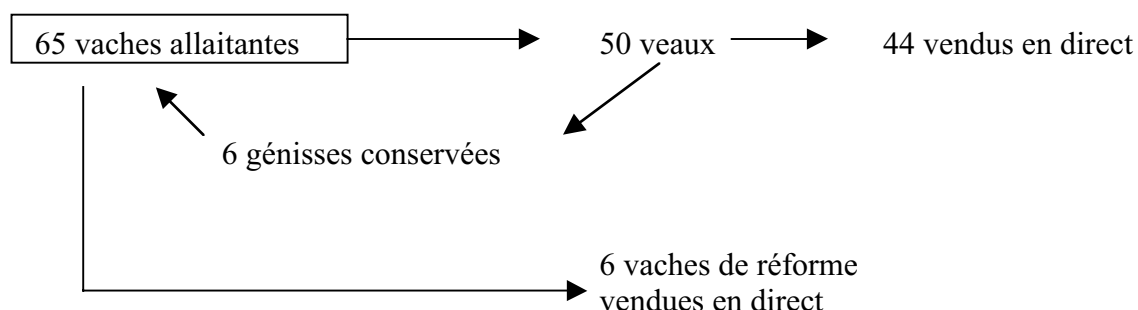 65 vaches allaitantes
50 veaux
44 vendus en direct
6 génisses conservées
6 vaches de réforme
vendues en direct